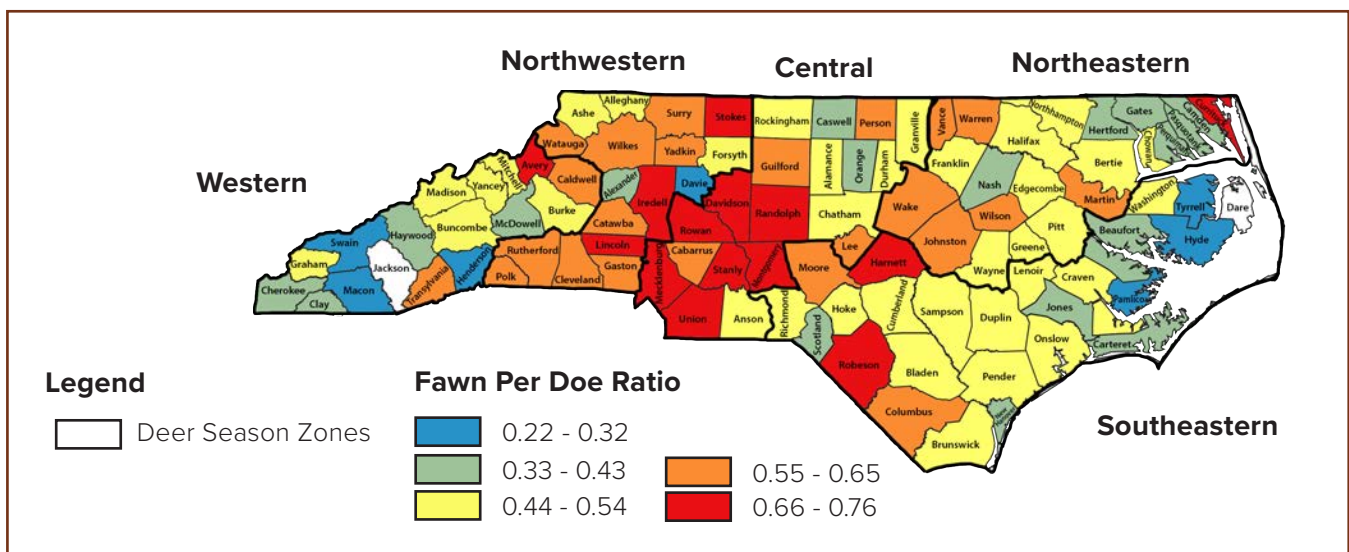 Northwestern
Central
Northeastern
Western
Southeastern
Ashe
Alleghany
Surry
Stokes
Rockingham
Caswell
Person
Granville
Vance
Warren
Northhampton
Gates
Hertford
Camden
Pasquotank
Perquimans
Currituck
Watauga
Wilkes
Yadkin
Forsyth
Guilford
Alamance
Orange
Durham
Franklin
Halifax
Bertie
Chowan
Avery
Mitchell
Yancey
Madison
Caldwell
Alexander
Davie
Iredell
Davidson
Randolph
Chatham
Wake
Nash
Edgecombe
Martin
Washington
Tyrrell
Dare
Buncombe
McDowell
Burke
Catawba
Rowan
Wilson
Pitt
Beaufort
Hyde
Swain
Haywood
Rutherford
Lincoln
Cabarrus
Lee
Johnston
Greene
Graham
Jackson
Henderson
Polk
Cleveland
Gaston
Mecklenburg
Stanly
Montgomery
Moore
Harnett
Wayne
Lenoir
Craven
Pamlico
Cherokee
Clay
Macon
Transylvania
Union
Anson
Richmond
Scotland
Hoke
Cumberland
Sampson
Duplin
Jones
Onslow
Carteret
Robeson
Bladen
Pender
Columbus
Brunswick
New Hanover
Legend
Deer Season Zones
Fawn Per Doe Ratio
0.22 - 0.32
0.33 - 0.43
0.44 - 0.54
0.55 - 0.65
0.66 - 0.76